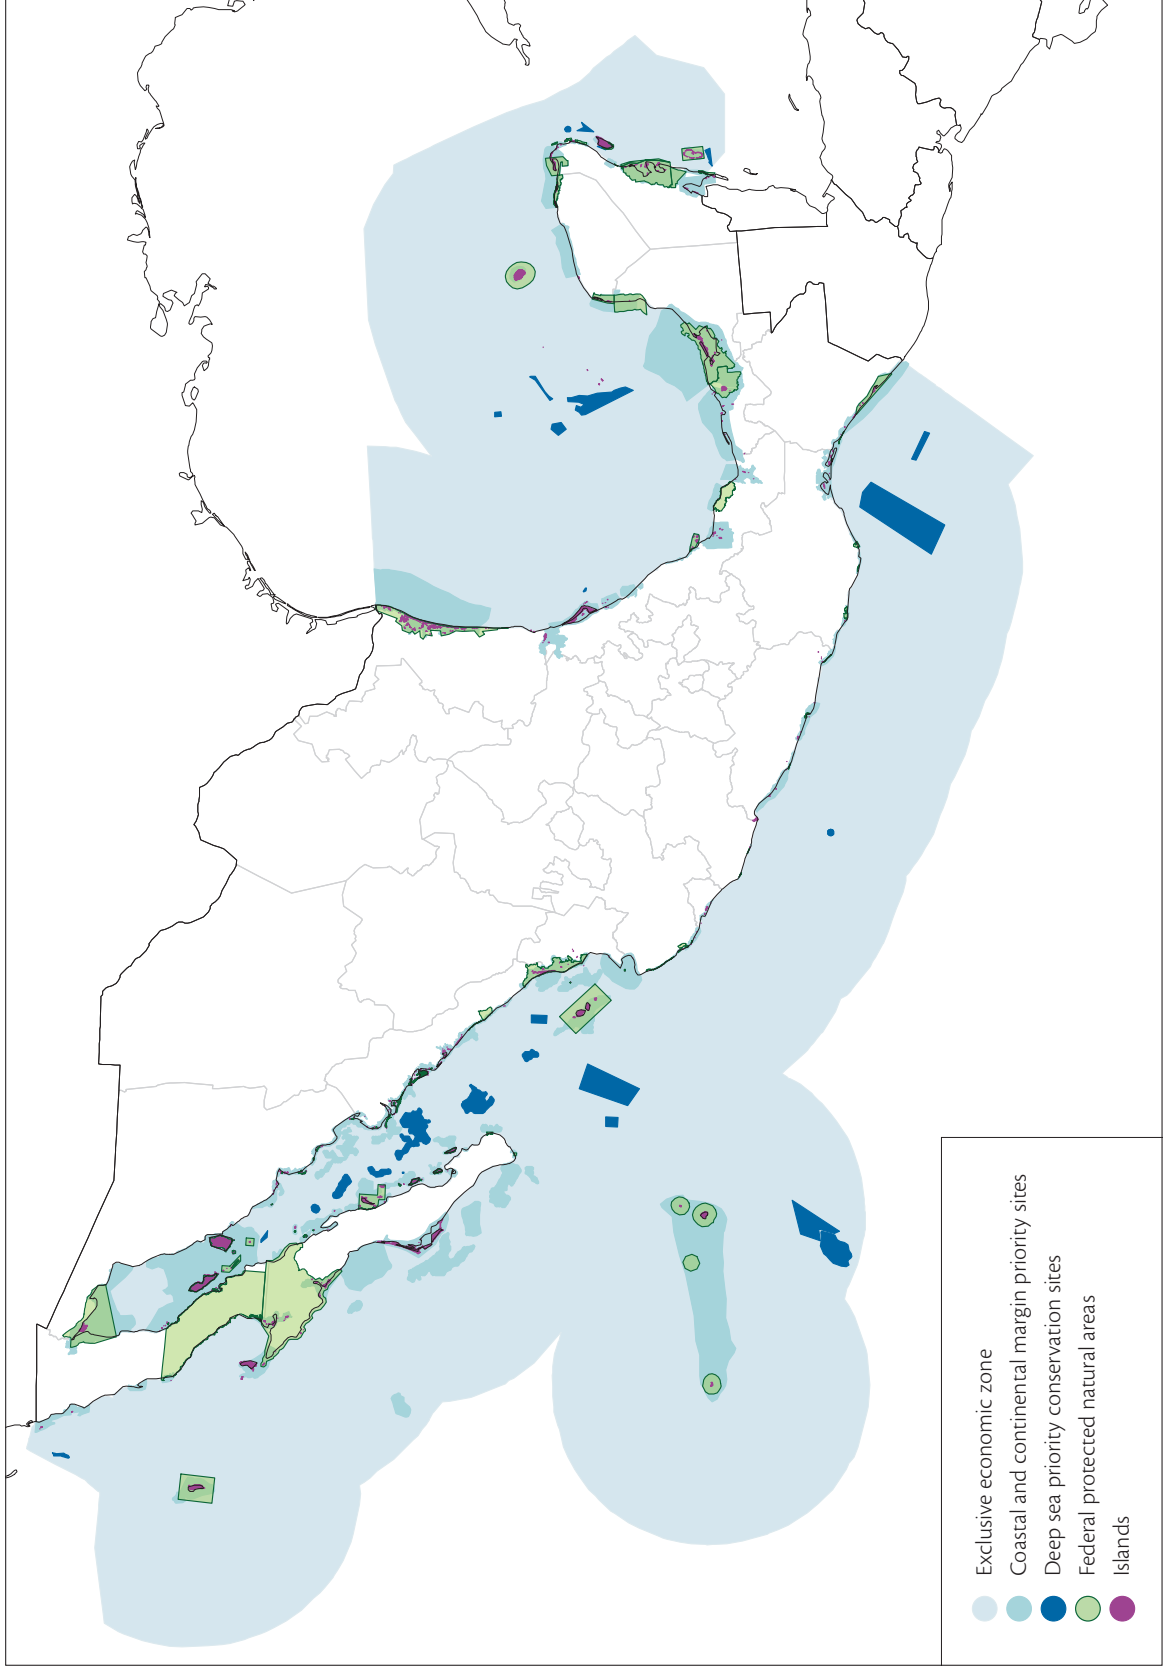 Exclusive economic zone
Coastal and continental margin priority sites
Deep sea priority conservation sites
Federal protected natural areas
Islands